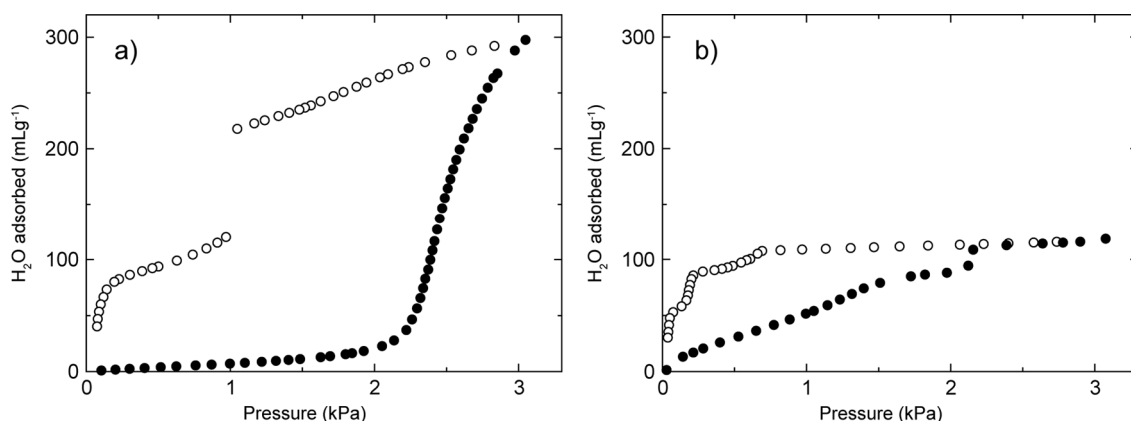 a)
300
200
100
0
H₂O adsorbed (mLg⁻¹)
0 1 2 3
Pressure (kPa)
b)
300
200
100
0
H₂O adsorbed (mLg⁻¹)
0 1 2 3
Pressure (kPa)